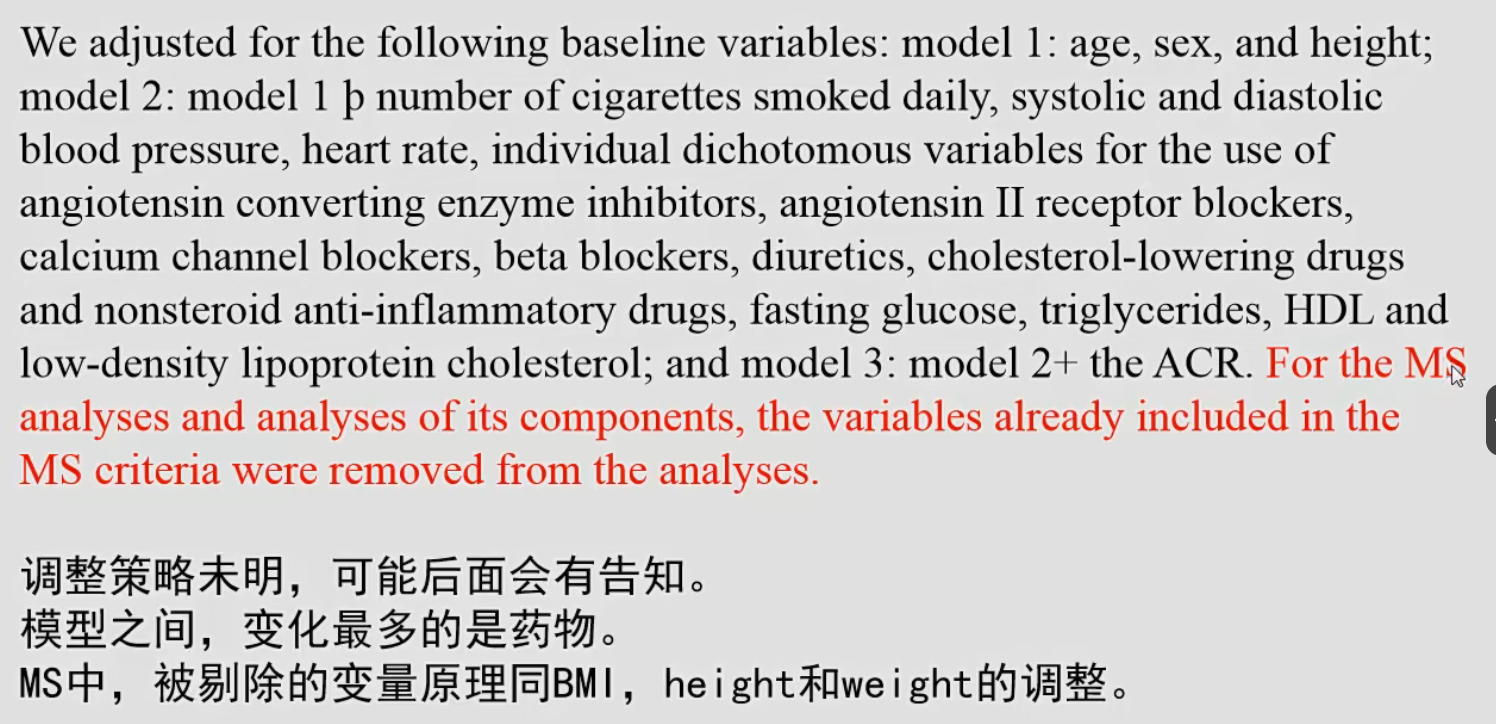 We adjusted for the following baseline variables: model 1: age, sex, and height;
model 2: model 1 þ number of cigarettes smoked daily, systolic and diastolic
blood pressure, heart rate, individual dichotomous variables for the use of
angiotensin converting enzyme inhibitors, angiotensin II receptor blockers,
calcium channel blockers, beta blockers, diuretics, cholesterol-lowering drugs
and nonsteroid anti-inflammatory drugs, fasting glucose, triglycerides, HDL and
low-density lipoprotein cholesterol; and model 3: model 2+ the ACR. For the MS
analyses and analyses of its components, the variables already included in the
MS criteria were removed from the analyses.
调整策略未明，可能后面会有告知。
模型之间，变化最多的是药物。
MS中，被剔除的变量原理同BMI，height和weight的调整。